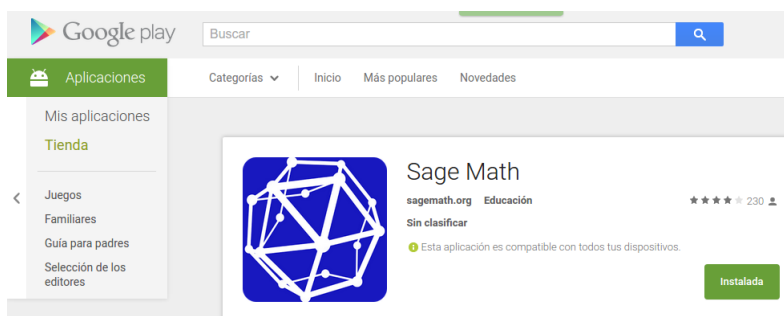 Google play
Buscar
Aplicaciones
Categorías
Inicio
Más populares
Novedades
Mis aplicaciones
Tienda
Juegos
Familiares
Guía para padres
Selección de los
editores
Sage Math
sagemath.org Educación
230
Sin clasificar
Esta aplicación es compatible con todos tus dispositivos.
Instalada